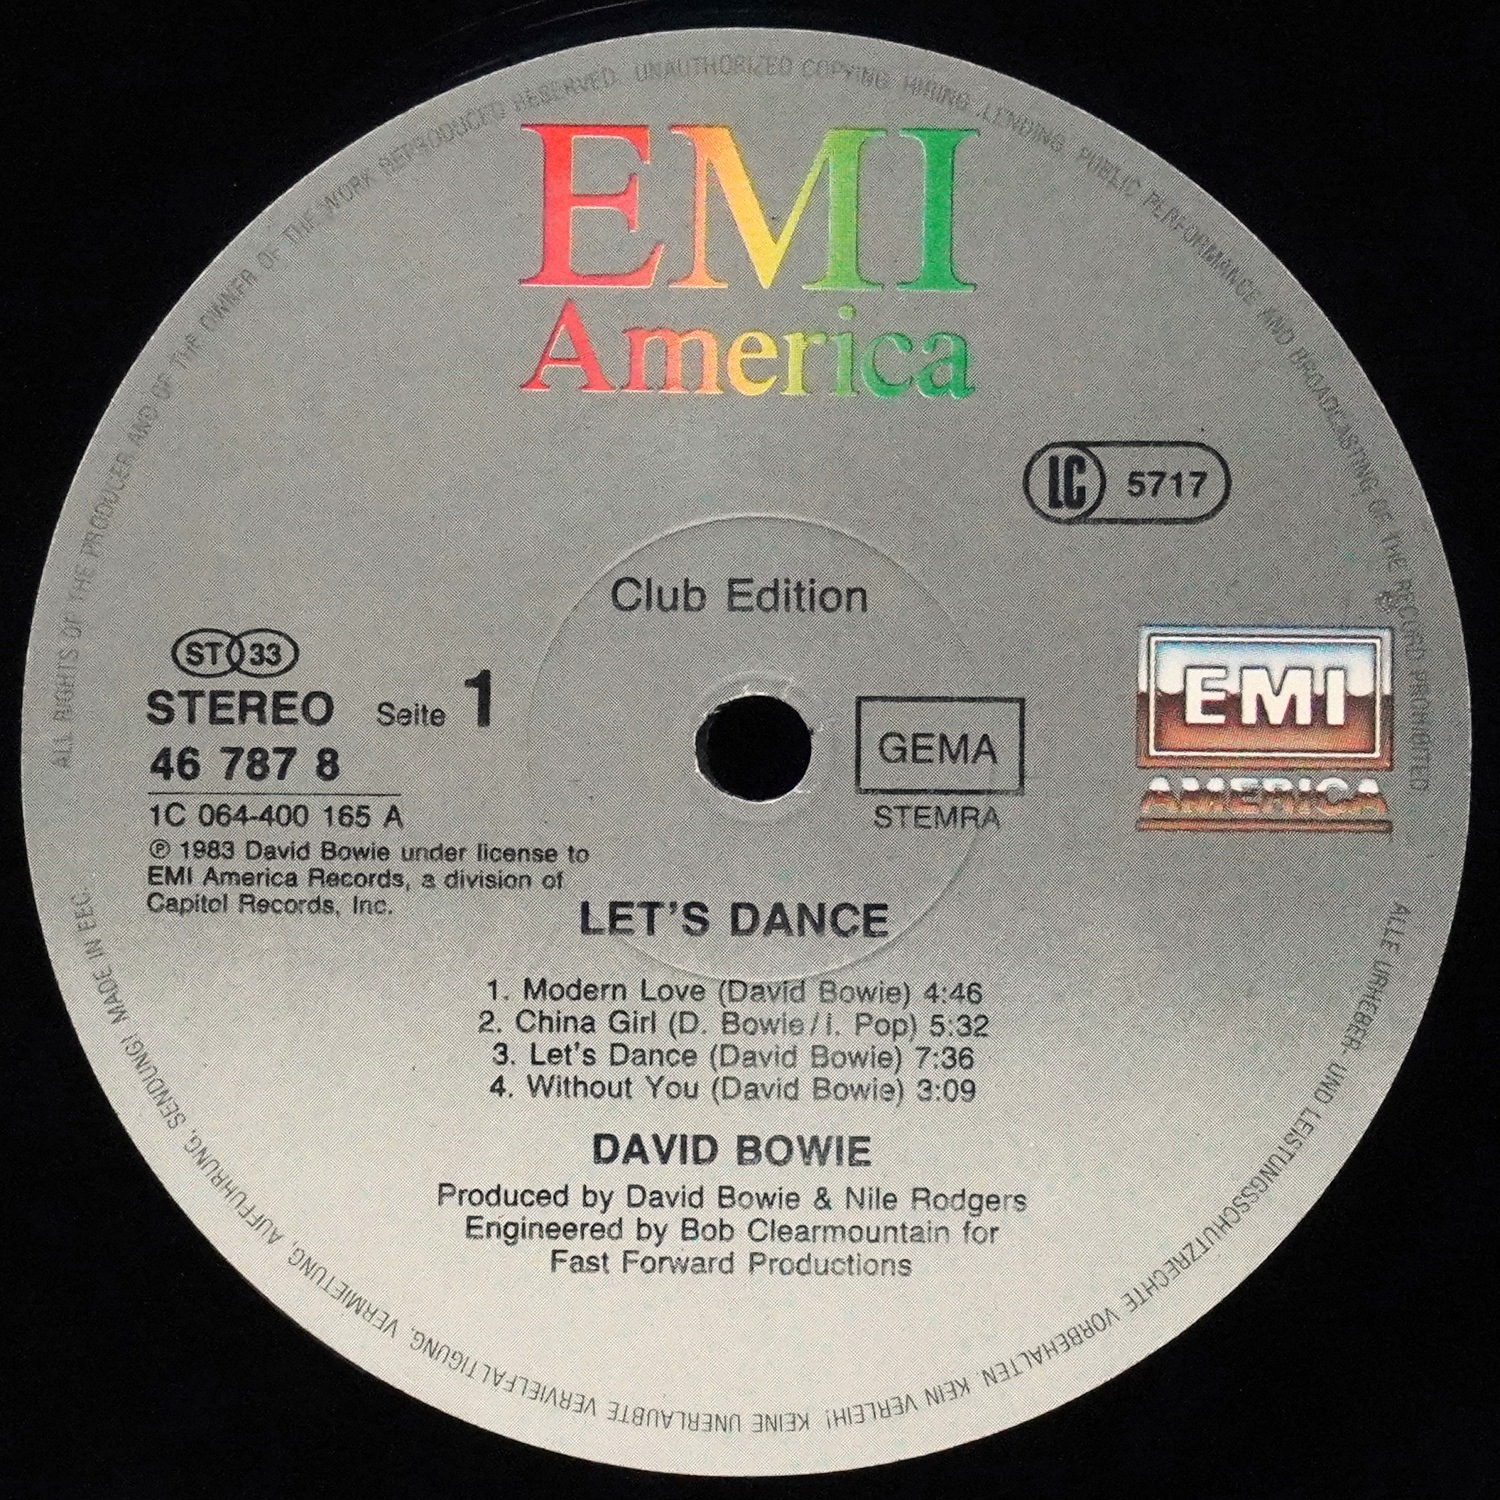 ALL RIGHTS OF THE PRODUCER AND OF THE OWNER OF THE WORK REPRODUCED RESERVED. UNAUTHORIZED COPYING, HIRING, LENDING, PUBLIC PERFORMANCE AND BROADCASTING OF THE RECORD PROHIBITED
EMI
America
LC 5717
Club Edition
ST 33
STEREO Seite 1
46 787 8
1C 064-400 165 A
℗ 1983 David Bowie under license to
EMI America Records, a division of
Capitol Records, Inc.
GEMA
STEMRA
EMI
AMERICA
LET'S DANCE
1. Modern Love (David Bowie) 4:46
2. China Girl (D. Bowie/i. Pop) 5:32
3. Let's Dance (David Bowie) 7:36
4. Without You (David Bowie) 3:09
DAVID BOWIE
Produced by David Bowie & Nile Rodgers
Engineered by Bob Clearmountain for
Fast Forward Productions
ALLE URHEBER- UND LEISTUNGSSCHUTZRECHTE VORBEHALTEN. KEIN VERLEIH! KEINE UNERLAUBTE VERVIELFALTIGUNG, VERMIETUNG, AUFFUHRUNG, SENDUNG! MADE IN EEC.